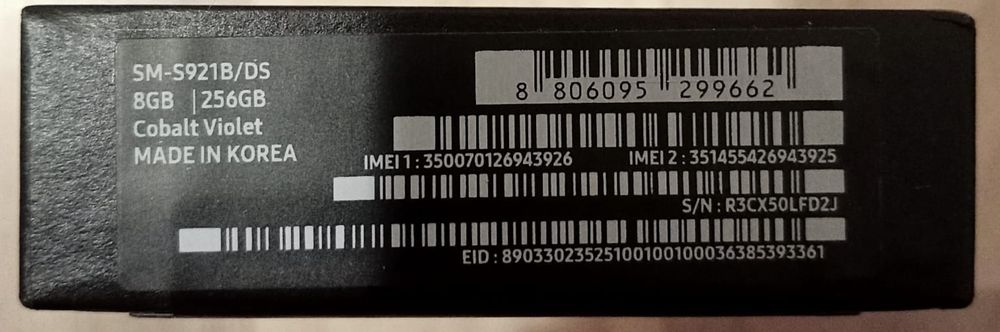 SM-S921B/DS
8GB | 256GB
Cobalt Violet
MADE IN KOREA
8 806095 299662
IMEI 1 : 350070126943926 IMEI 2 : 351455426943925
S/N : R3CX50LFD2J
EID : 89033023525100100100036385393361